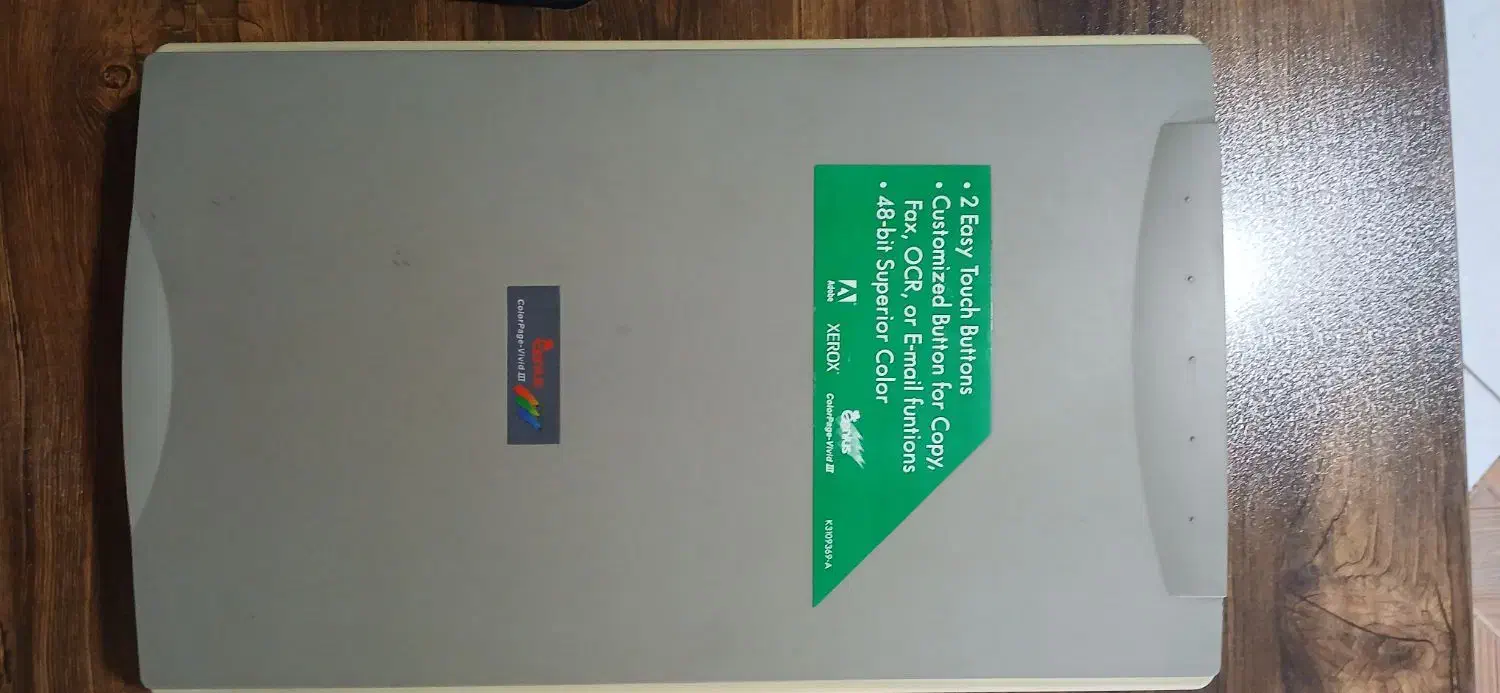 • 2 Easy Touch Buttons
• Customized Button for Copy,
Fax, OCR, or E-mail funtions
• 48-bit Superior Color
Adobe
XEROX
Genius
ColorPage-Vivid III
K3109369-A
Genius
ColorPage-Vivid III